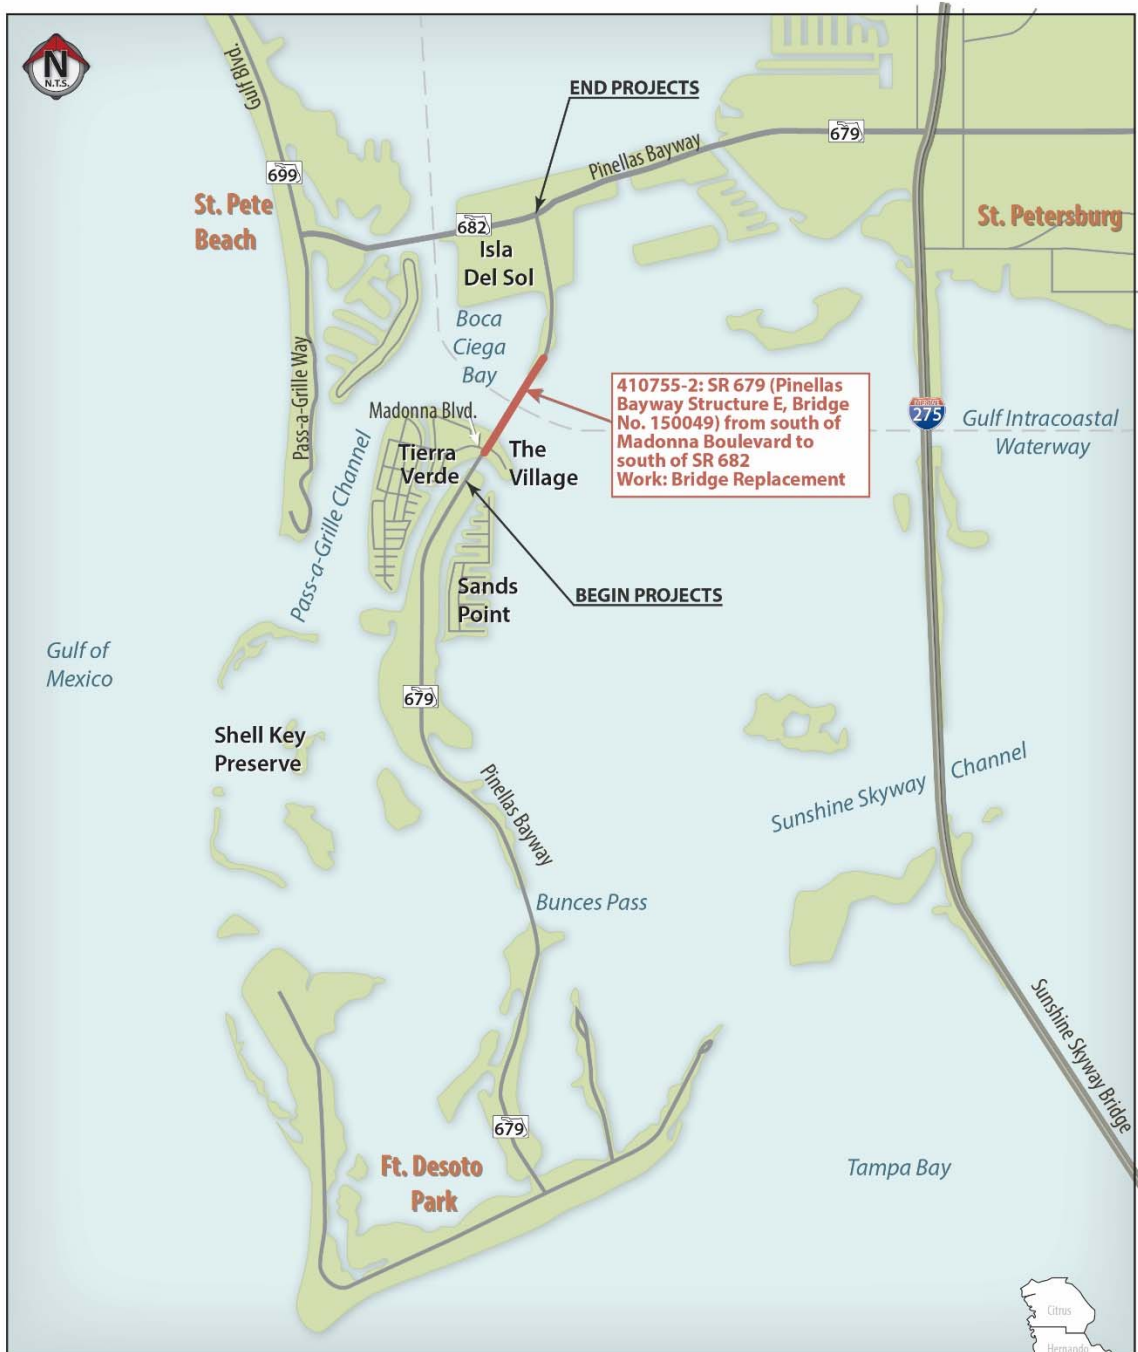 N
N.T.S.
Gulf Blvd.
END PROJECTS
679
Pinellas Bayway
699
St. Pete
Beach
682
Isla
Del Sol
St. Petersburg
Boca
Ciega
Bay
Pass-a-Grille Way
410755-2: SR 679 (Pinellas
Bayway Structure E, Bridge
No. 150049) from south of
Madonna Boulevard to
south of SR 682
Work: Bridge Replacement
INTERSTATE
275
Gulf Intracoastal
Waterway
Madonna Blvd.
Tierra
Verde
The
Village
Pass-a-Grille Channel
Sands
Point
BEGIN PROJECTS
Gulf of
Mexico
679
Shell Key
Preserve
Pinellas Bayway
Sunshine Skyway Channel
Bunces Pass
Sunshine Skyway Bridge
679
Ft. Desoto
Park
Tampa Bay
Citrus
Hernando